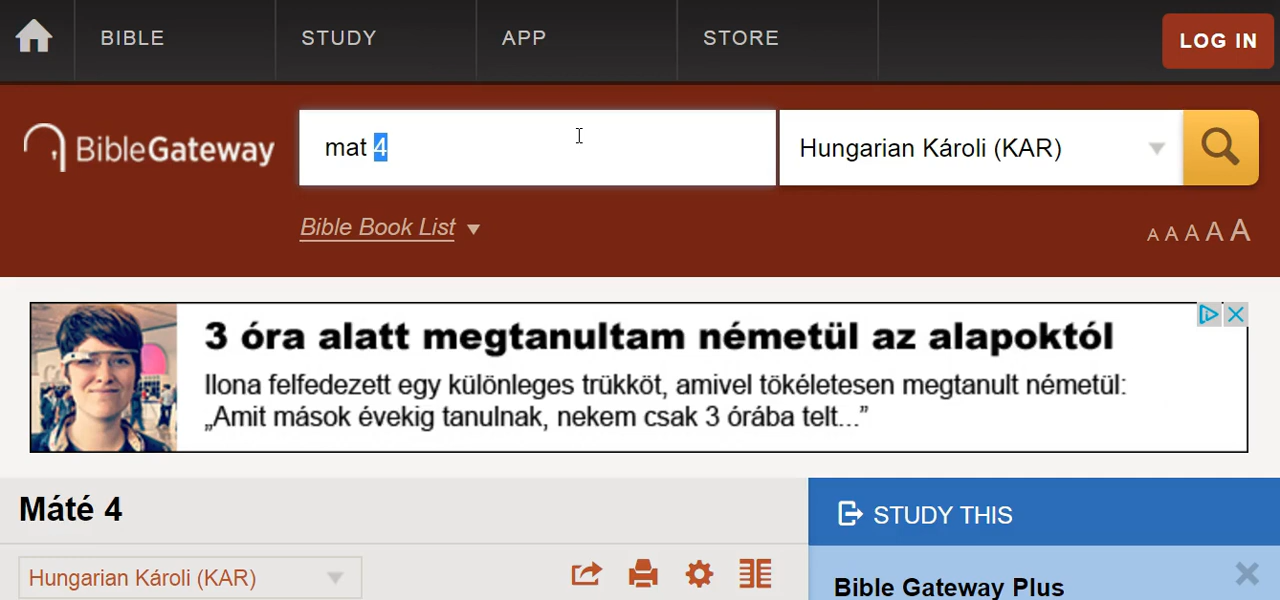 BIBLE STUDY APP STORE LOG IN
BibleGateway mat 4 Hungarian Károli (KAR)
Bible Book List A A A A A
3 óra alatt megtanultam németül az alapoktól
Ilona felfedezett egy különleges trükköt, amivel tökéletesen megtanult németül:
„Amit mások évekig tanulnak, nekem csak 3 órába telt...”
Máté 4
STUDY THIS
Hungarian Károli (KAR)
Bible Gateway Plus